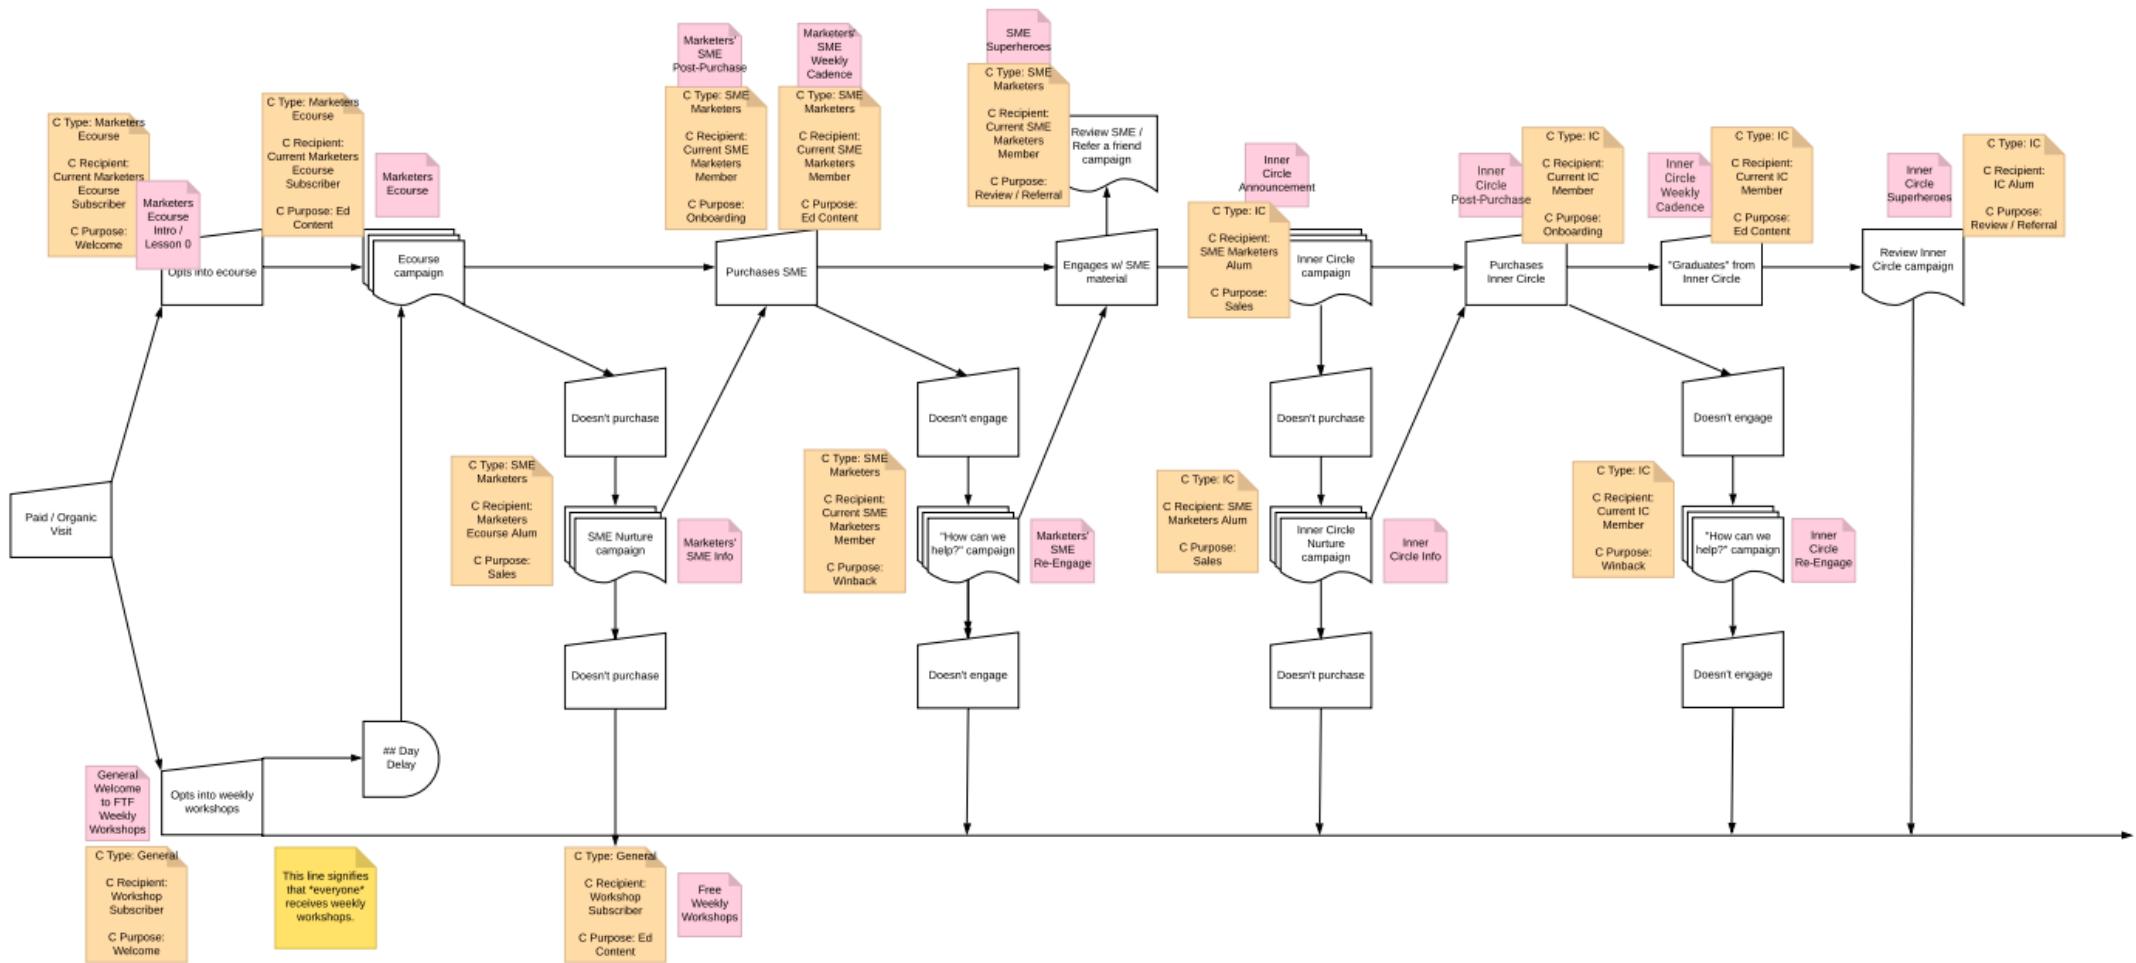 Marketers'
SME
Post-Purchase
Marketers'
SME
Weekly
Cadence
SME
Superheroes
C Type: Marketers
Ecourse
C Recipient:
Current Marketers
Ecourse
Subscriber
C Purpose:
Welcome
Marketers
Ecourse
Intro /
Lesson 0
C Type: Marketers
Ecourse
C Recipient:
Current Marketers
Ecourse
Subscriber
C Purpose: Ed
Content
Marketers
Ecourse
C Type: SME
Marketers
C Recipient:
Current SME
Marketers
Member
C Purpose:
Onboarding
C Type: SME
Marketers
C Recipient:
Current SME
Marketers
Member
C Purpose:
Ed Content
C Type: SME
Marketers
C Recipient:
Current SME
Marketers
Member
C Purpose:
Review / Referral
Review SME /
Refer a friend
campaign
Inner
Circle
Announcement
C Type: IC
C Recipient:
SME Marketers
Alum
C Purpose:
Sales
Inner
Circle
Post-Purchase
C Type: IC
C Recipient:
Current IC
Member
C Purpose:
Onboarding
Inner
Circle
Weekly
Cadence
C Type: IC
C Recipient:
Current IC
Member
C Purpose:
Ed Content
Inner
Circle
Superheroes
C Type: IC
C Recipient:
IC Alum
C Purpose:
Review / Referral
Opts into ecourse
Ecourse
campaign
Purchases SME
Engages w/ SME
material
Inner Circle
campaign
Purchases
Inner Circle
"Graduates" from
Inner Circle
Review Inner
Circle campaign
Doesn't purchase
Doesn't engage
Doesn't purchase
Doesn't engage
Paid / Organic
Visit
C Type: SME
Marketers
C Recipient:
Marketers
Ecourse Alum
C Purpose:
Sales
SME Nurture
campaign
Marketers'
SME Info
C Type: SME
Marketers
C Recipient:
Current SME
Marketers
Member
C Purpose:
Winback
"How can we
help?" campaign
Marketers'
SME
Re-Engage
C Type: IC
C Recipient: SME
Marketers Alum
C Purpose:
Sales
Inner Circle
Nurture
campaign
Inner
Circle Info
C Type: IC
C Recipient:
Current IC
Member
C Purpose:
Winback
"How can we
help?" campaign
Inner
Circle
Re-Engage
Doesn't purchase
Doesn't engage
Doesn't purchase
Doesn't engage
## Day
Delay
General
Welcome
to FTF
Weekly
Workshops
Opts into weekly
workshops
C Type: General
C Recipient:
Workshop
Subscriber
C Purpose:
Welcome
This line signifies
that *everyone*
receives weekly
workshops.
C Type: General
C Recipient:
Workshop
Subscriber
C Purpose: Ed
Content
Free
Weekly
Workshops